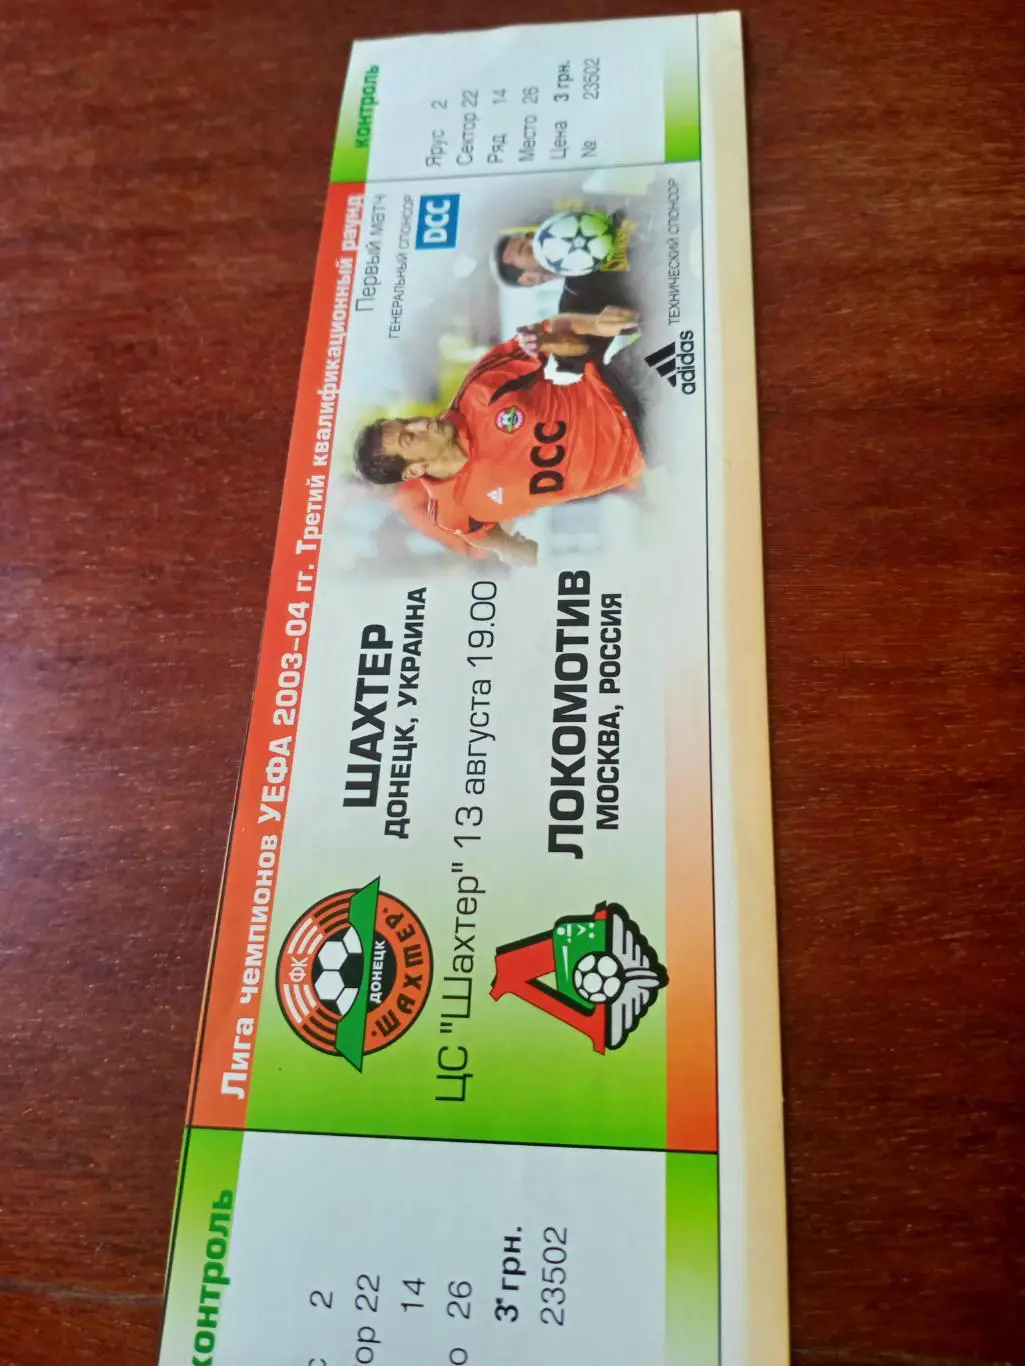 Лига чемпионов УЕФА 2003-04 гг. Третий квалификационный раунд
Первый матч
ГЕНЕРАЛЬНЫЙ СПОНСОР
DCC
ШАХТЕР
ДОНЕЦК, УКРАИНА
ЦС "Шахтер" 13 августа 19.00
ЛОКОМОТИВ
МОСКВА, РОССИЯ
ФК
ШАХТЕР
ДОНЕЦК
DCC
adidas
ТЕХНИЧЕСКИЙ СПОНСОР
контроль
Ярус 2
Сектор 22
Ряд 14
Место 26
Цена 3 грн.
№ 23502
контроль
с 2
ор 22
14
о 26
3 грн.
23502